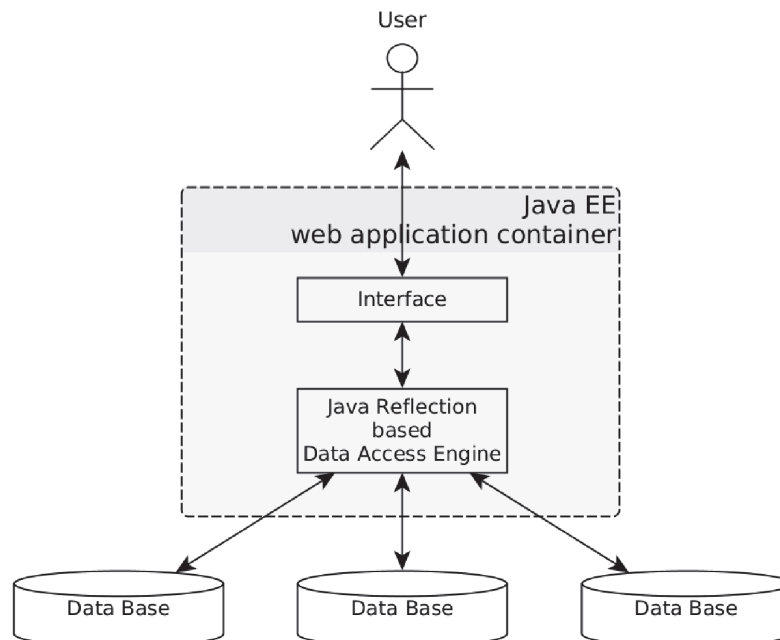 User
Java EE
web application container
Interface
Java Reflection
based
Data Access Engine
Data Base
Data Base
Data Base